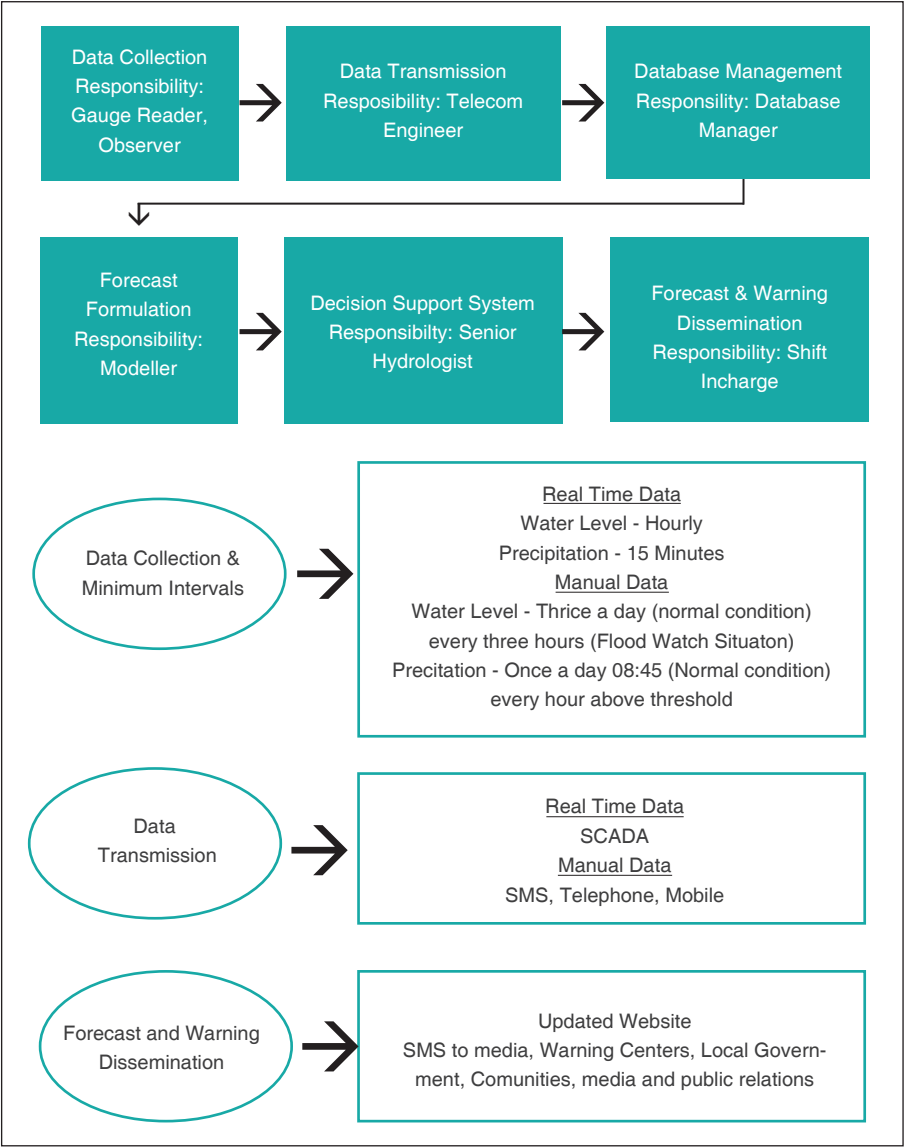 Data Collection
Responsibility:
Gauge Reader,
Observer
Data Transmission
Resposibility: Telecom
Engineer
Database Management
Responsility: Database
Manager
Forecast
Formulation
Responsibility:
Modeller
Decision Support System
Responsibilty: Senior
Hydrologist
Forecast & Warning
Dissemination
Responsibility: Shift
Incharge
Data Collection &
Minimum Intervals
Real Time Data
Water Level - Hourly
Precipitation - 15 Minutes
Manual Data
Water Level - Thrice a day (normal condition)
every three hours (Flood Watch Situaton)
Precitation - Once a day 08:45 (Normal condition)
every hour above threshold
Data
Transmission
Real Time Data
SCADA
Manual Data
SMS, Telephone, Mobile
Forecast and Warning
Dissemination
Updated Website
SMS to media, Warning Centers, Local Govern-
ment, Comunities, media and public relations